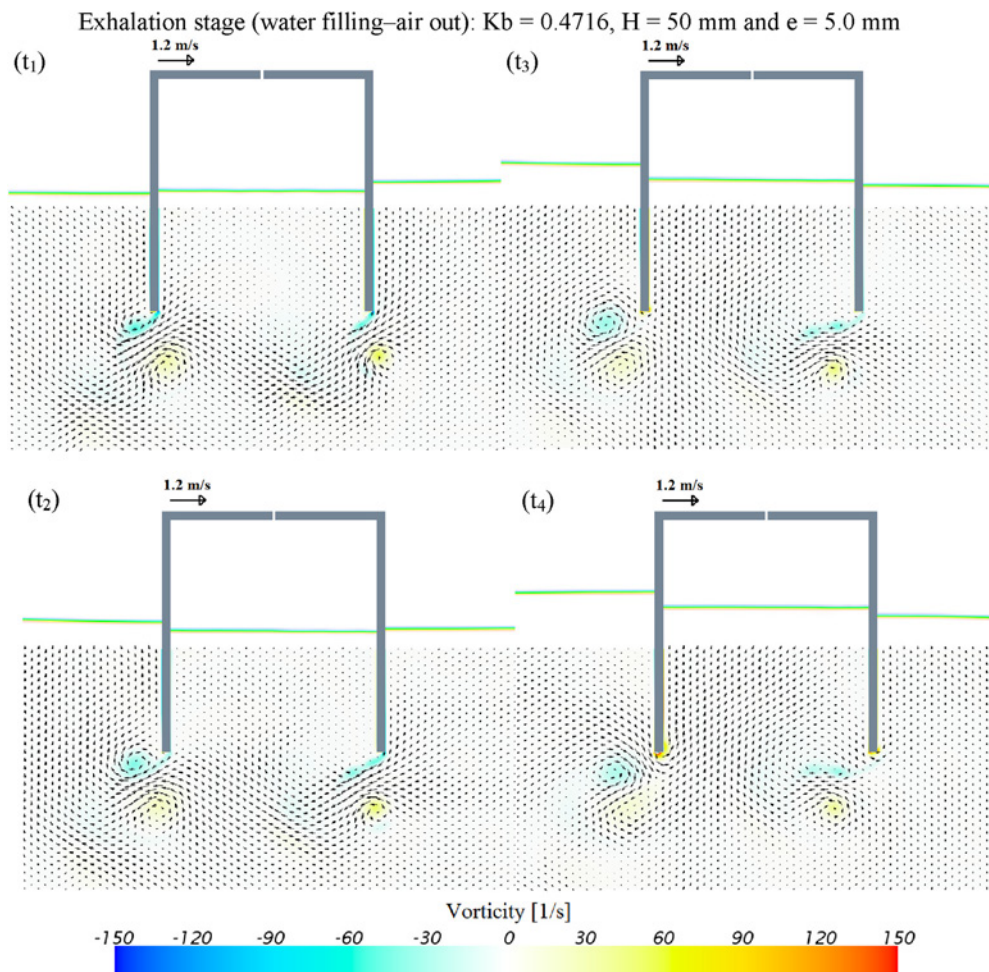 Exhalation stage (water filling–air out): Kb = 0.4716, H = 50 mm and e = 5.0 mm
(t₁)
1.2 m/s
(t₃)
1.2 m/s
(t₂)
1.2 m/s
(t₄)
1.2 m/s
Vorticity [1/s]
-150 -120 -90 -60 -30 0 30 60 90 120 150